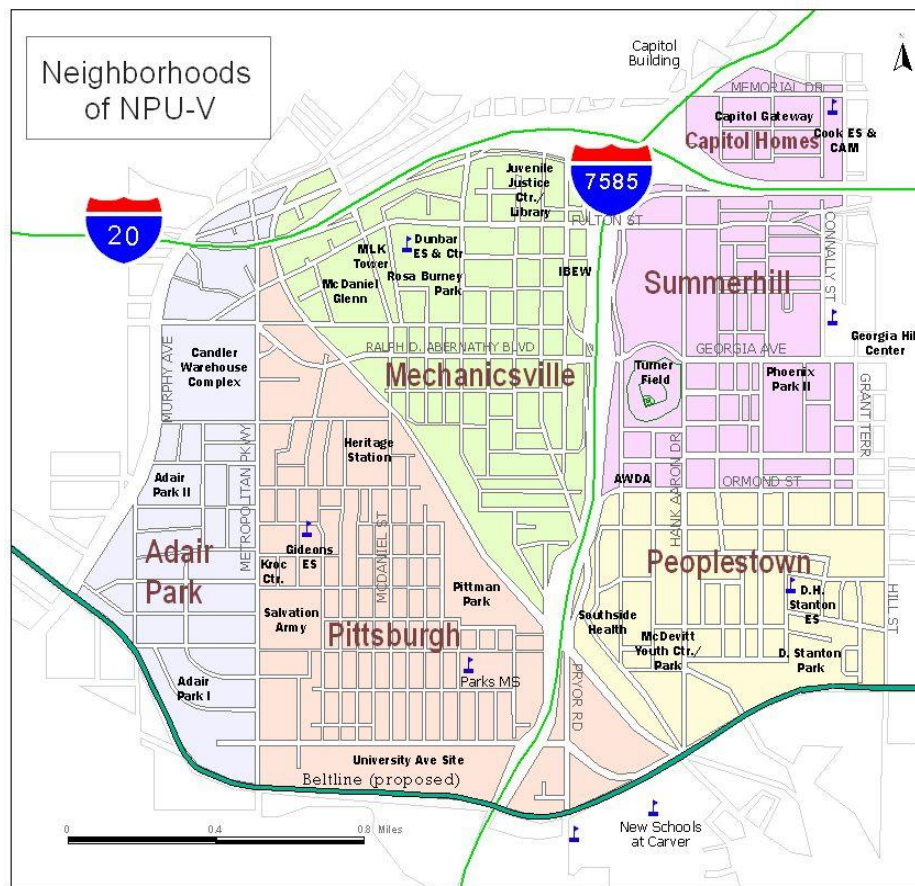 Neighborhoods
of NPU-V
Capitol
Building
N
MEMORIAL DR
Capitol Gateway
Capitol Homes
Cook ES &
CAM
Juvenile
Justice
Ctr./
Library
7585
20
FULTON ST
CONNALLY ST
Dunbar
ES & Ctr
MLK
Tower
Rosa Burney
Park
McDaniel
Glenn
IBEW
Summerhill
MURPHY AVE
Candler
Warehouse
Complex
RALPH D. ABERNATHY BLVD
Mechanicsville
GEORGIA AVE
Georgia Hill
Center
Turner
Field
Phoenix
Park II
GRANT TERR
METROPOLITAN PKWY
Heritage
Station
HANK AARON DR
AWDA
ORMOND ST
Adair
Park II
MCDANIEL ST
Gideons
ES
Kroc
Ctr.
Adair
Park
Peoplestown
D.H.
Stanton
ES
HILL ST
Pittman
Park
Salvation
Army
Pittsburgh
Southside
Health
McDevitt
Youth Ctr./
Park
D. Stanton
Park
Adair
Park I
Parks MS
PRYOR RD
University Ave Site
Beltline (proposed)
New Schools
at Carver
0 0.4 0.8 Miles